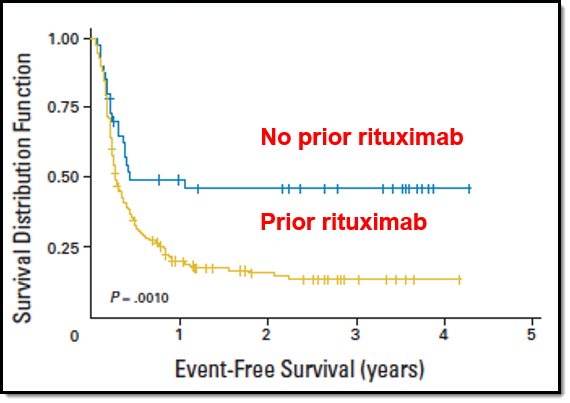 1.00
0.75
0.50
0.25
0
1
2
3
4
5
Survival Distribution Function
No prior rituximab
Prior rituximab
P = .0010
Event-Free Survival (years)